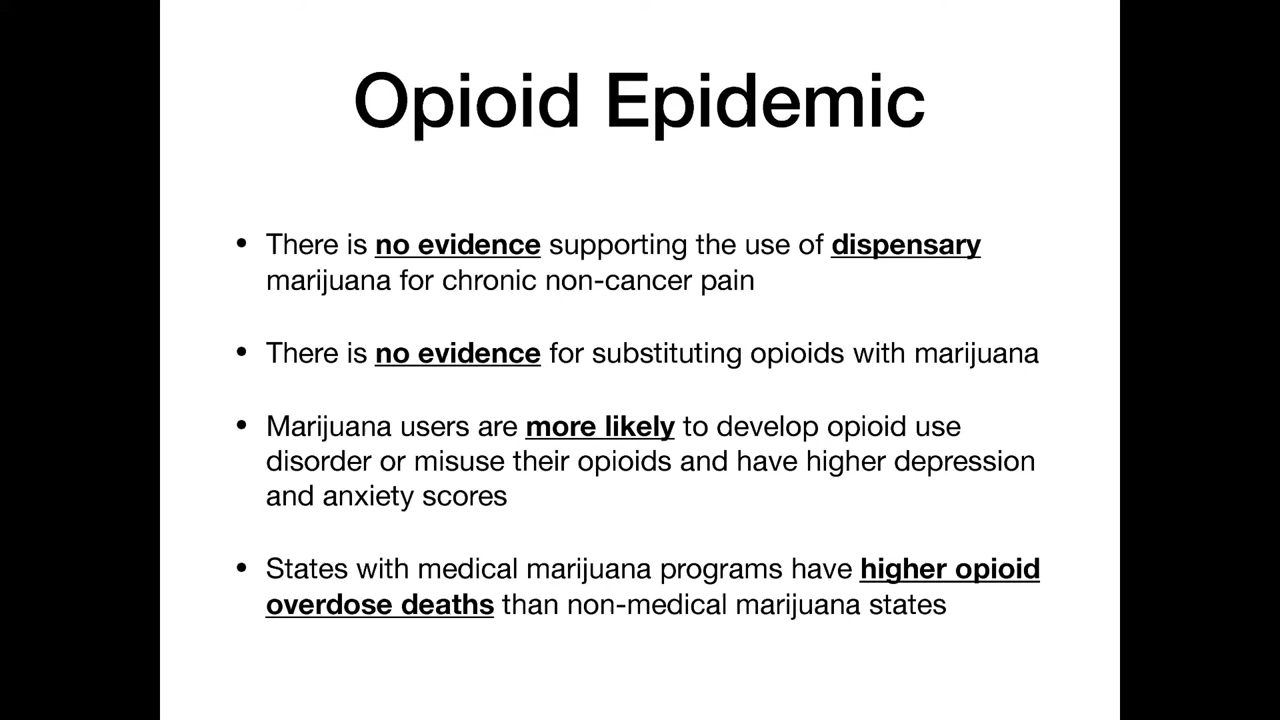 Opioid Epidemic
• There is no evidence supporting the use of dispensary
marijuana for chronic non-cancer pain
• There is no evidence for substituting opioids with marijuana
• Marijuana users are more likely to develop opioid use
disorder or misuse their opioids and have higher depression
and anxiety scores
• States with medical marijuana programs have higher opioid
overdose deaths than non-medical marijuana states